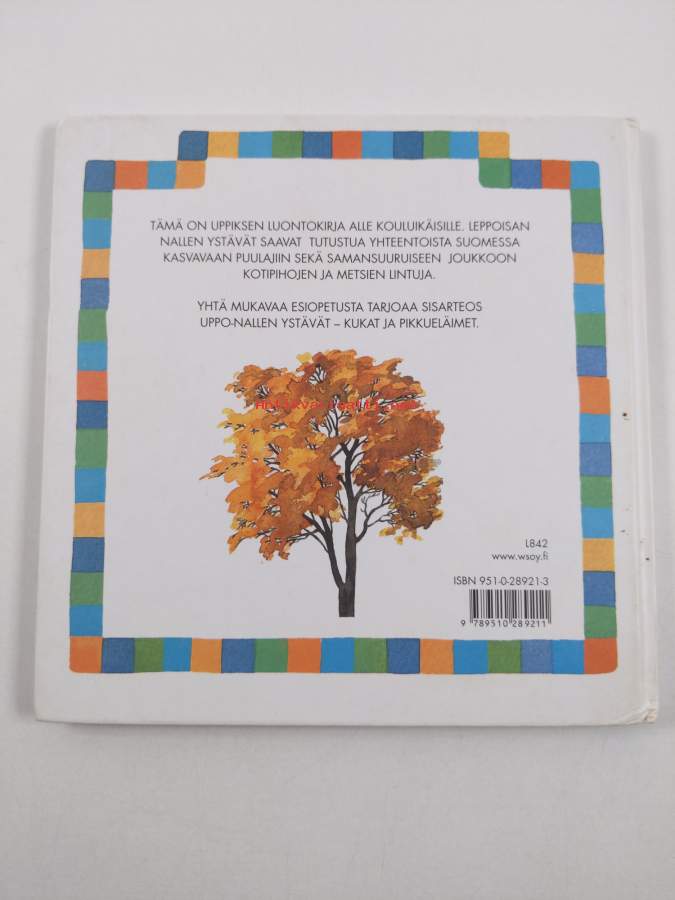 TÄMÄ ON UPPIKSEN LUONTOKIRJA ALLE KOULUIKÄISILLE. LEPPOISAN
NALLEN YSTÄVÄT SAAVAT TUTUSTUA YHTEENTOISTA SUOMESSA
KASVAVAAN PUULAJIIN SEKÄ SAMANSUURUISEEN JOUKKOON
KOTIPIHOJEN JA METSIEN LINTUJA.
YHTÄ MUKAVAA ESIOPETUSTA TARJOAA SISARTEOS
UPPO-NALLEN YSTÄVÄT – KUKAT JA PIKKUELÄIMET.
L842
www.wsoy.fi
ISBN 951-0-28921-3
9 789510 289211